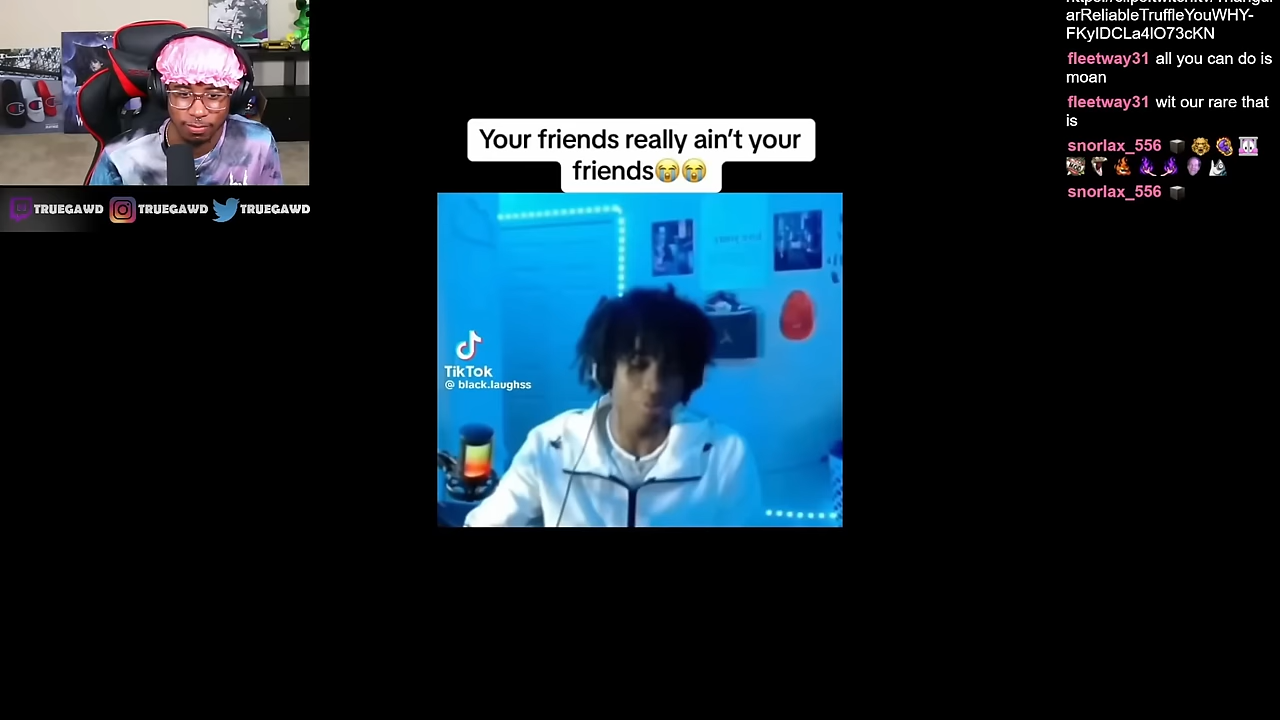 arReliableTruffleYouWHY-
FKyIDCLa4IO73cKN
fleetway31 all you can do is
moan
fleetway31 wit our rare that
is
snorlax_556
snorlax_556
TRUEGAWD TRUEGAWD TRUEGAWD
Your friends really ain’t your
friends😭😭
TikTok
@ black.laughss